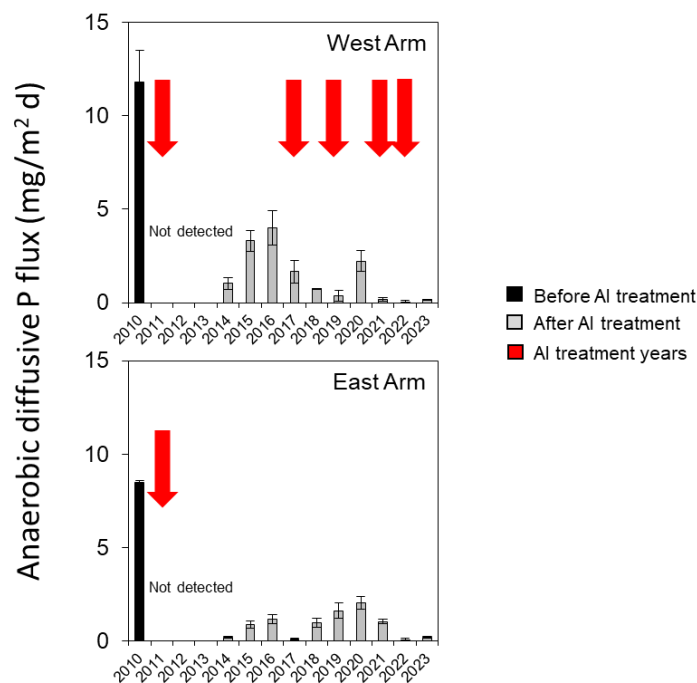 Anaerobic diffusive P flux (mg/m² d)
15
10
5
0
West Arm
Not detected
2010 2011 2012 2013 2014 2015 2016 2017 2018 2019 2020 2021 2022 2023
15
10
5
0
East Arm
Not detected
2010 2011 2012 2013 2014 2015 2016 2017 2018 2019 2020 2021 2022 2023
Before Al treatment
After Al treatment
Al treatment years